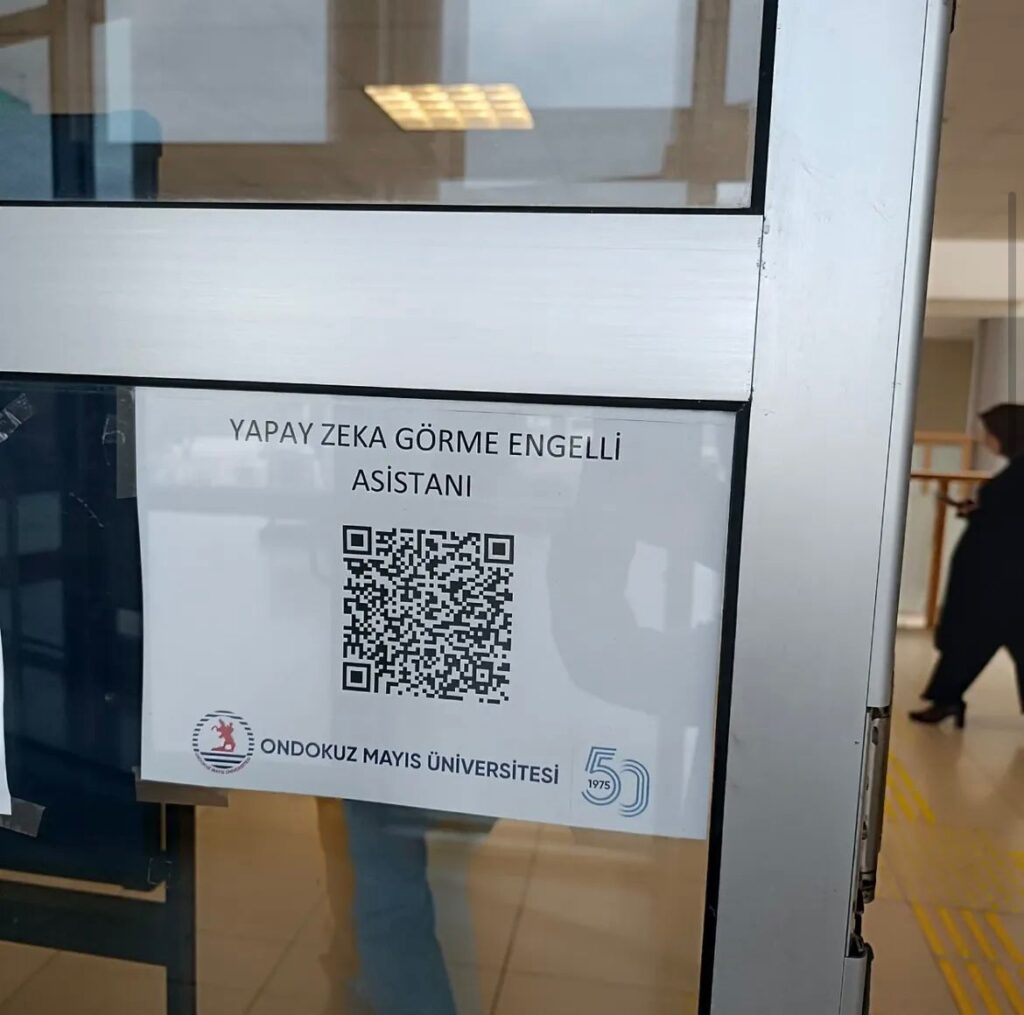 YAPAY ZEKA GÖRME ENGELLİ
ASİSTANI
ONDOKUZ MAYIS ÜNİVERSİTESİ
50
1975